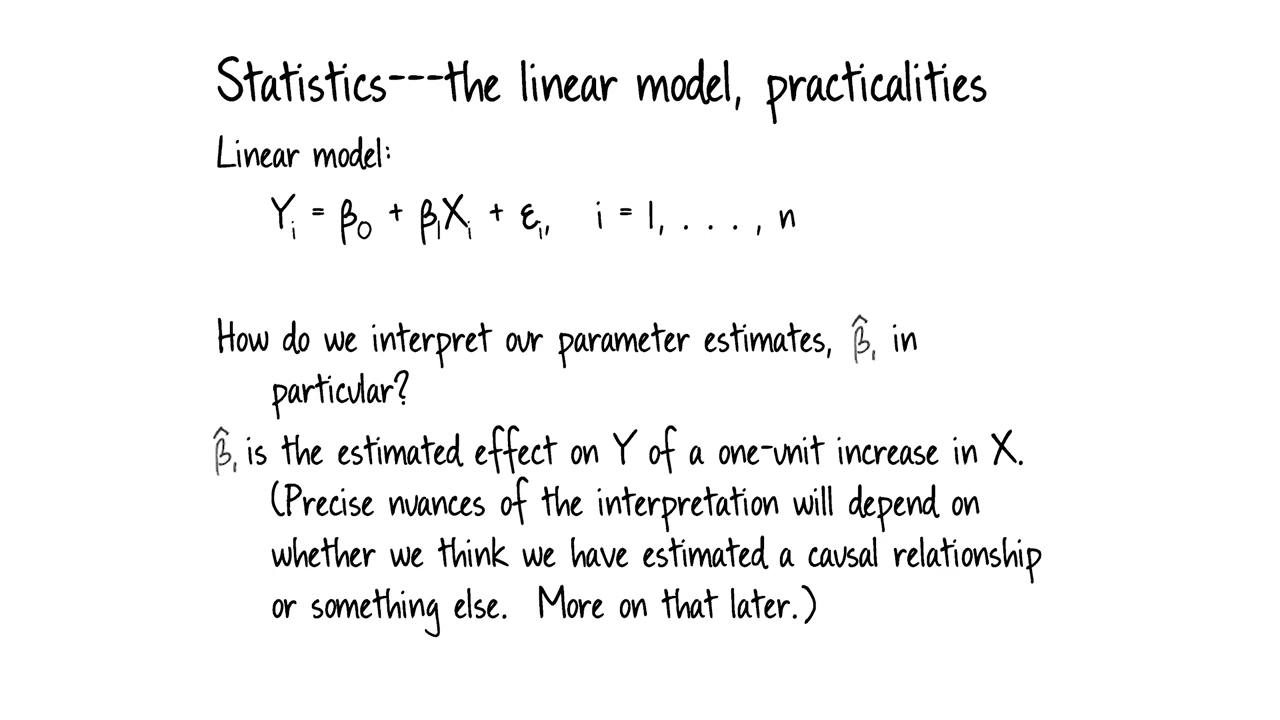 Statistics---the linear model, practicalities
Linear model:
Yᵢ = β₀ + β₁Xᵢ + εᵢ, i = 1, . . . , n
How do we interpret our parameter estimates, β̂₁ in
particular?
β̂₁ is the estimated effect on Y of a one-unit increase in X.
(Precise nuances of the interpretation will depend on
whether we think we have estimated a causal relationship
or something else. More on that later.)